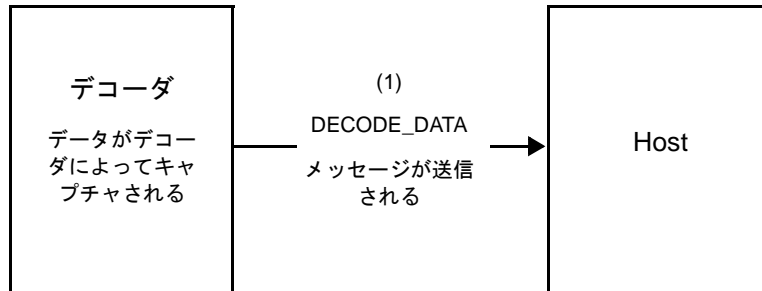 デコーダ
データがデコー
ダによってキャ
プチャされる
(1)
DECODE_DATA
メッセージが送信
される
Host